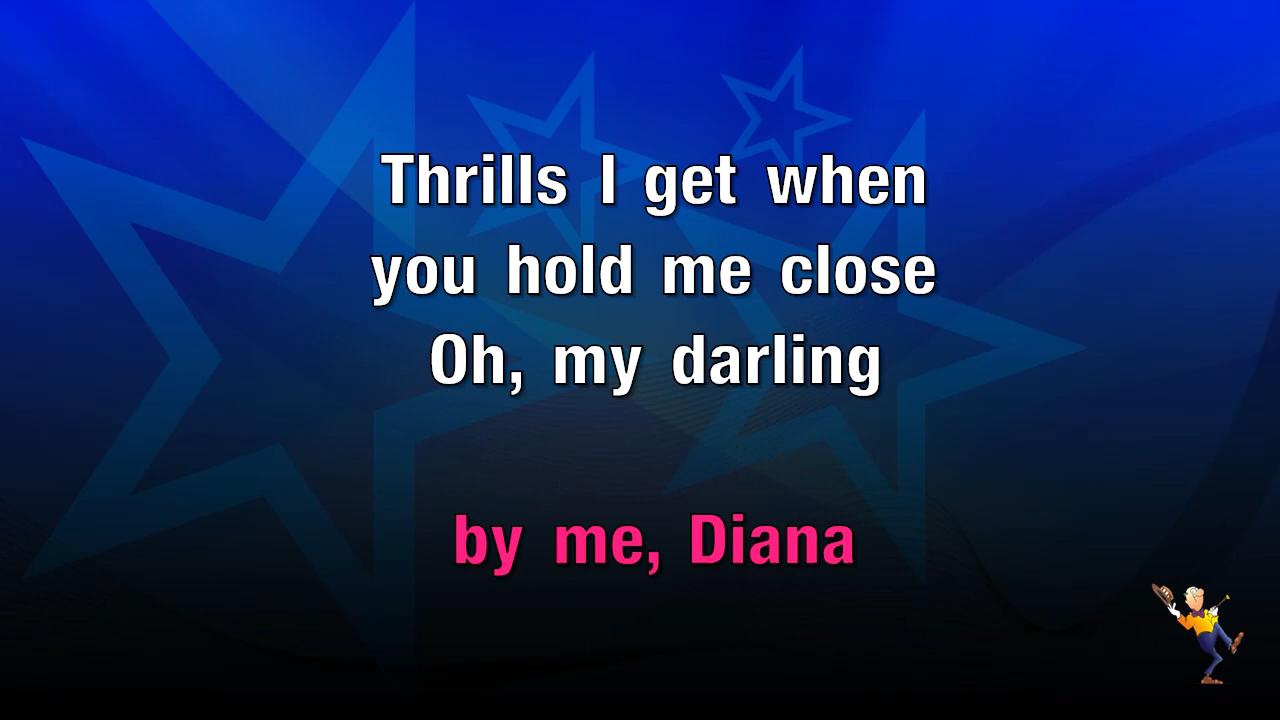 Thrills I get when
you hold me close
Oh, my darling
by me, Diana